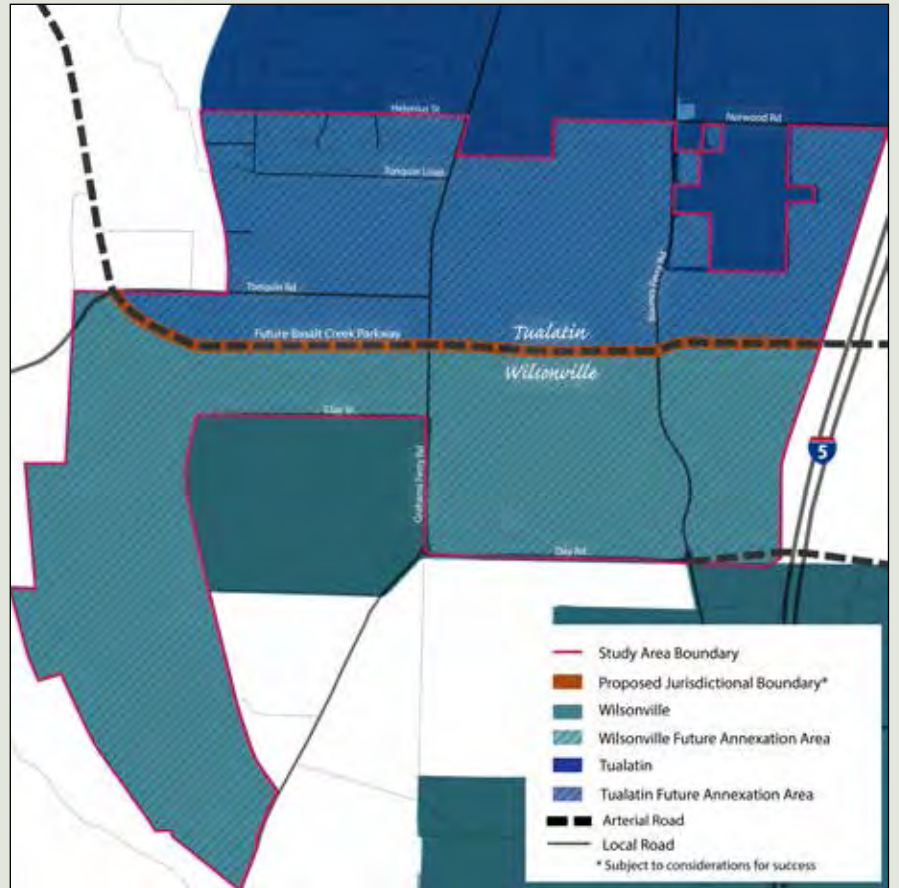 Helenius St
Norwood Rd
Tonquin Loop
Boones Ferry Rd
Tonquin Rd
Future Basalt Creek Parkway
Tualatin
Wilsonville
Clay St
Grahams Ferry Rd
5
Day Rd
Study Area Boundary
Proposed Jurisdictional Boundary*
Wilsonville
Wilsonville Future Annexation Area
Tualatin
Tualatin Future Annexation Area
Arterial Road
Local Road
* Subject to considerations for success